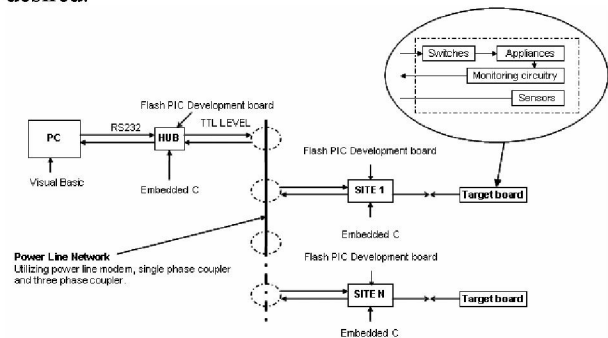 desired.
Switches
Appliances
Monitoring circuitry
Sensors
Flash PIC Development board
RS232
TTL LEVEL
PC
HUB
Flash PIC Development board
Visual Basic
Embedded C
SITE 1
Target board
Embedded C
Power Line Network
Utilizing power line modem, single phase coupler
and three phase coupler.
Flash PIC Development board
SITE N
Target board
Embedded C